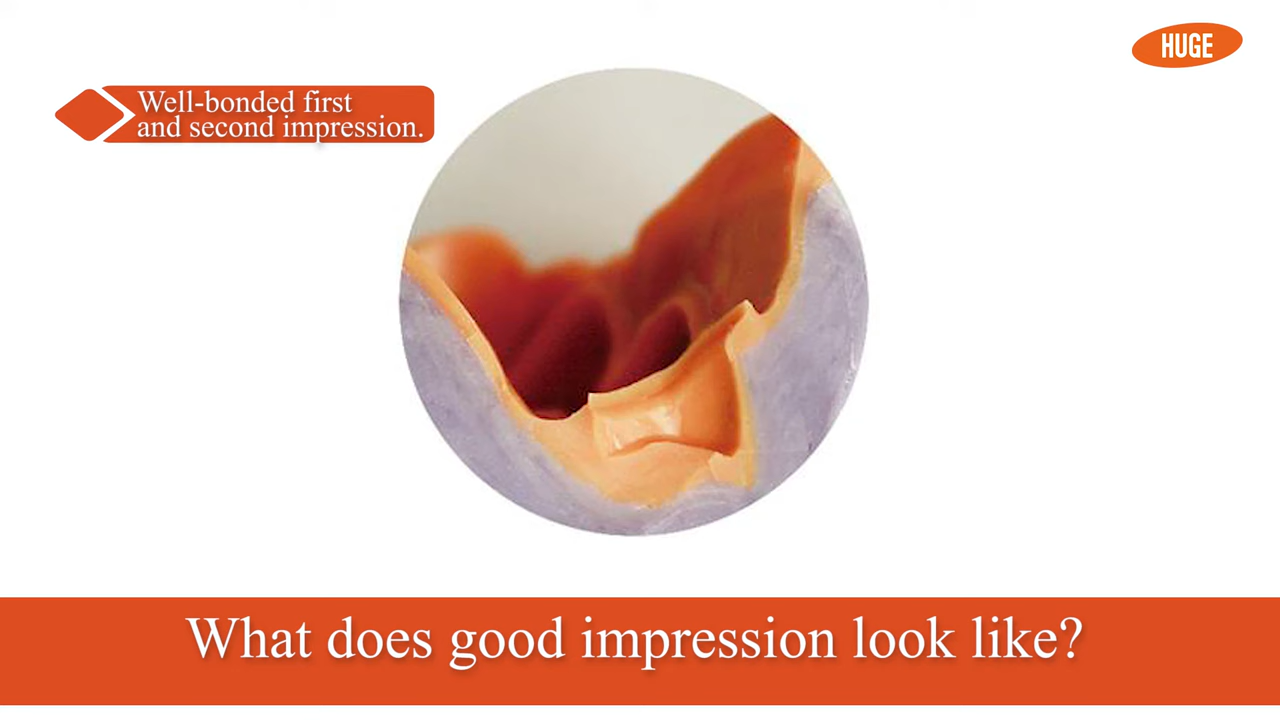 HUGE
Well-bonded first
and second impression.
What does good impression look like?